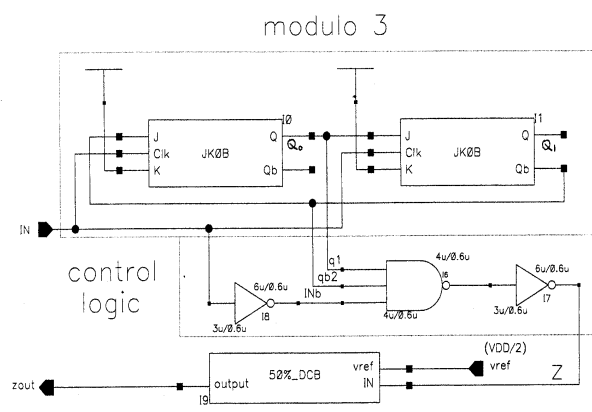 modulo 3
I0
I1
J
Q
Q₀
J
Q
Q₁
Clk
JK0B
Clk
JK0B
K
Qb
K
Qb
IN
control
logic
q1
qb2
INb
4u/0.6u
I6
4u/0.6u
6u/0.6u
I8
3u/0.6u
6u/0.6u
I7
3u/0.6u
(VDD/2)
zout
output
50%_DCB
vref
IN
vref
Z
I9